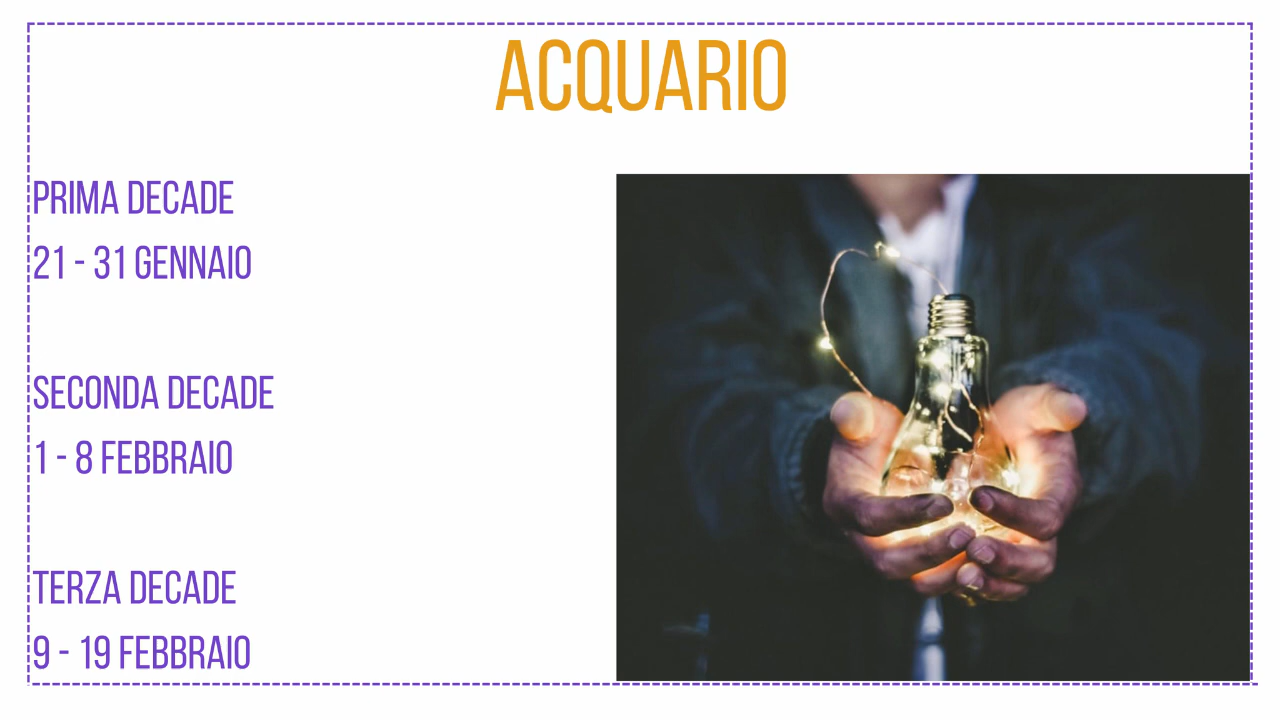 ACQUARIO
PRIMA DECADE
21 - 31 GENNAIO
SECONDA DECADE
1 - 8 FEBBRAIO
TERZA DECADE
9 - 19 FEBBRAIO